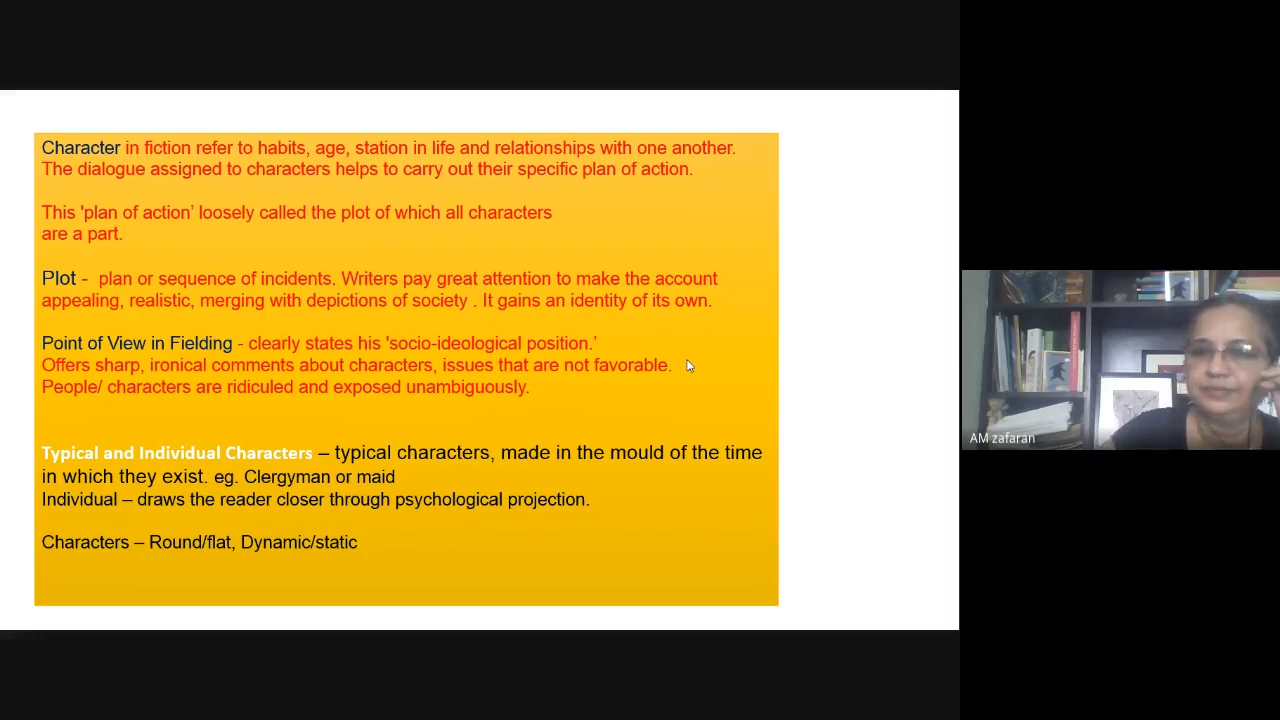 Character in fiction refer to habits, age, station in life and relationships with one another.
The dialogue assigned to characters helps to carry out their specific plan of action.
This 'plan of action’ loosely called the plot of which all characters
are a part.
Plot - plan or sequence of incidents. Writers pay great attention to make the account
appealing, realistic, merging with depictions of society . It gains an identity of its own.
Point of View in Fielding - clearly states his 'socio-ideological position.’
Offers sharp, ironical comments about characters, issues that are not favorable.
People/ characters are ridiculed and exposed unambiguously.
Typical and Individual Characters – typical characters, made in the mould of the time
in which they exist. eg. Clergyman or maid
Individual – draws the reader closer through psychological projection.
Characters – Round/flat, Dynamic/static
AM zafaran